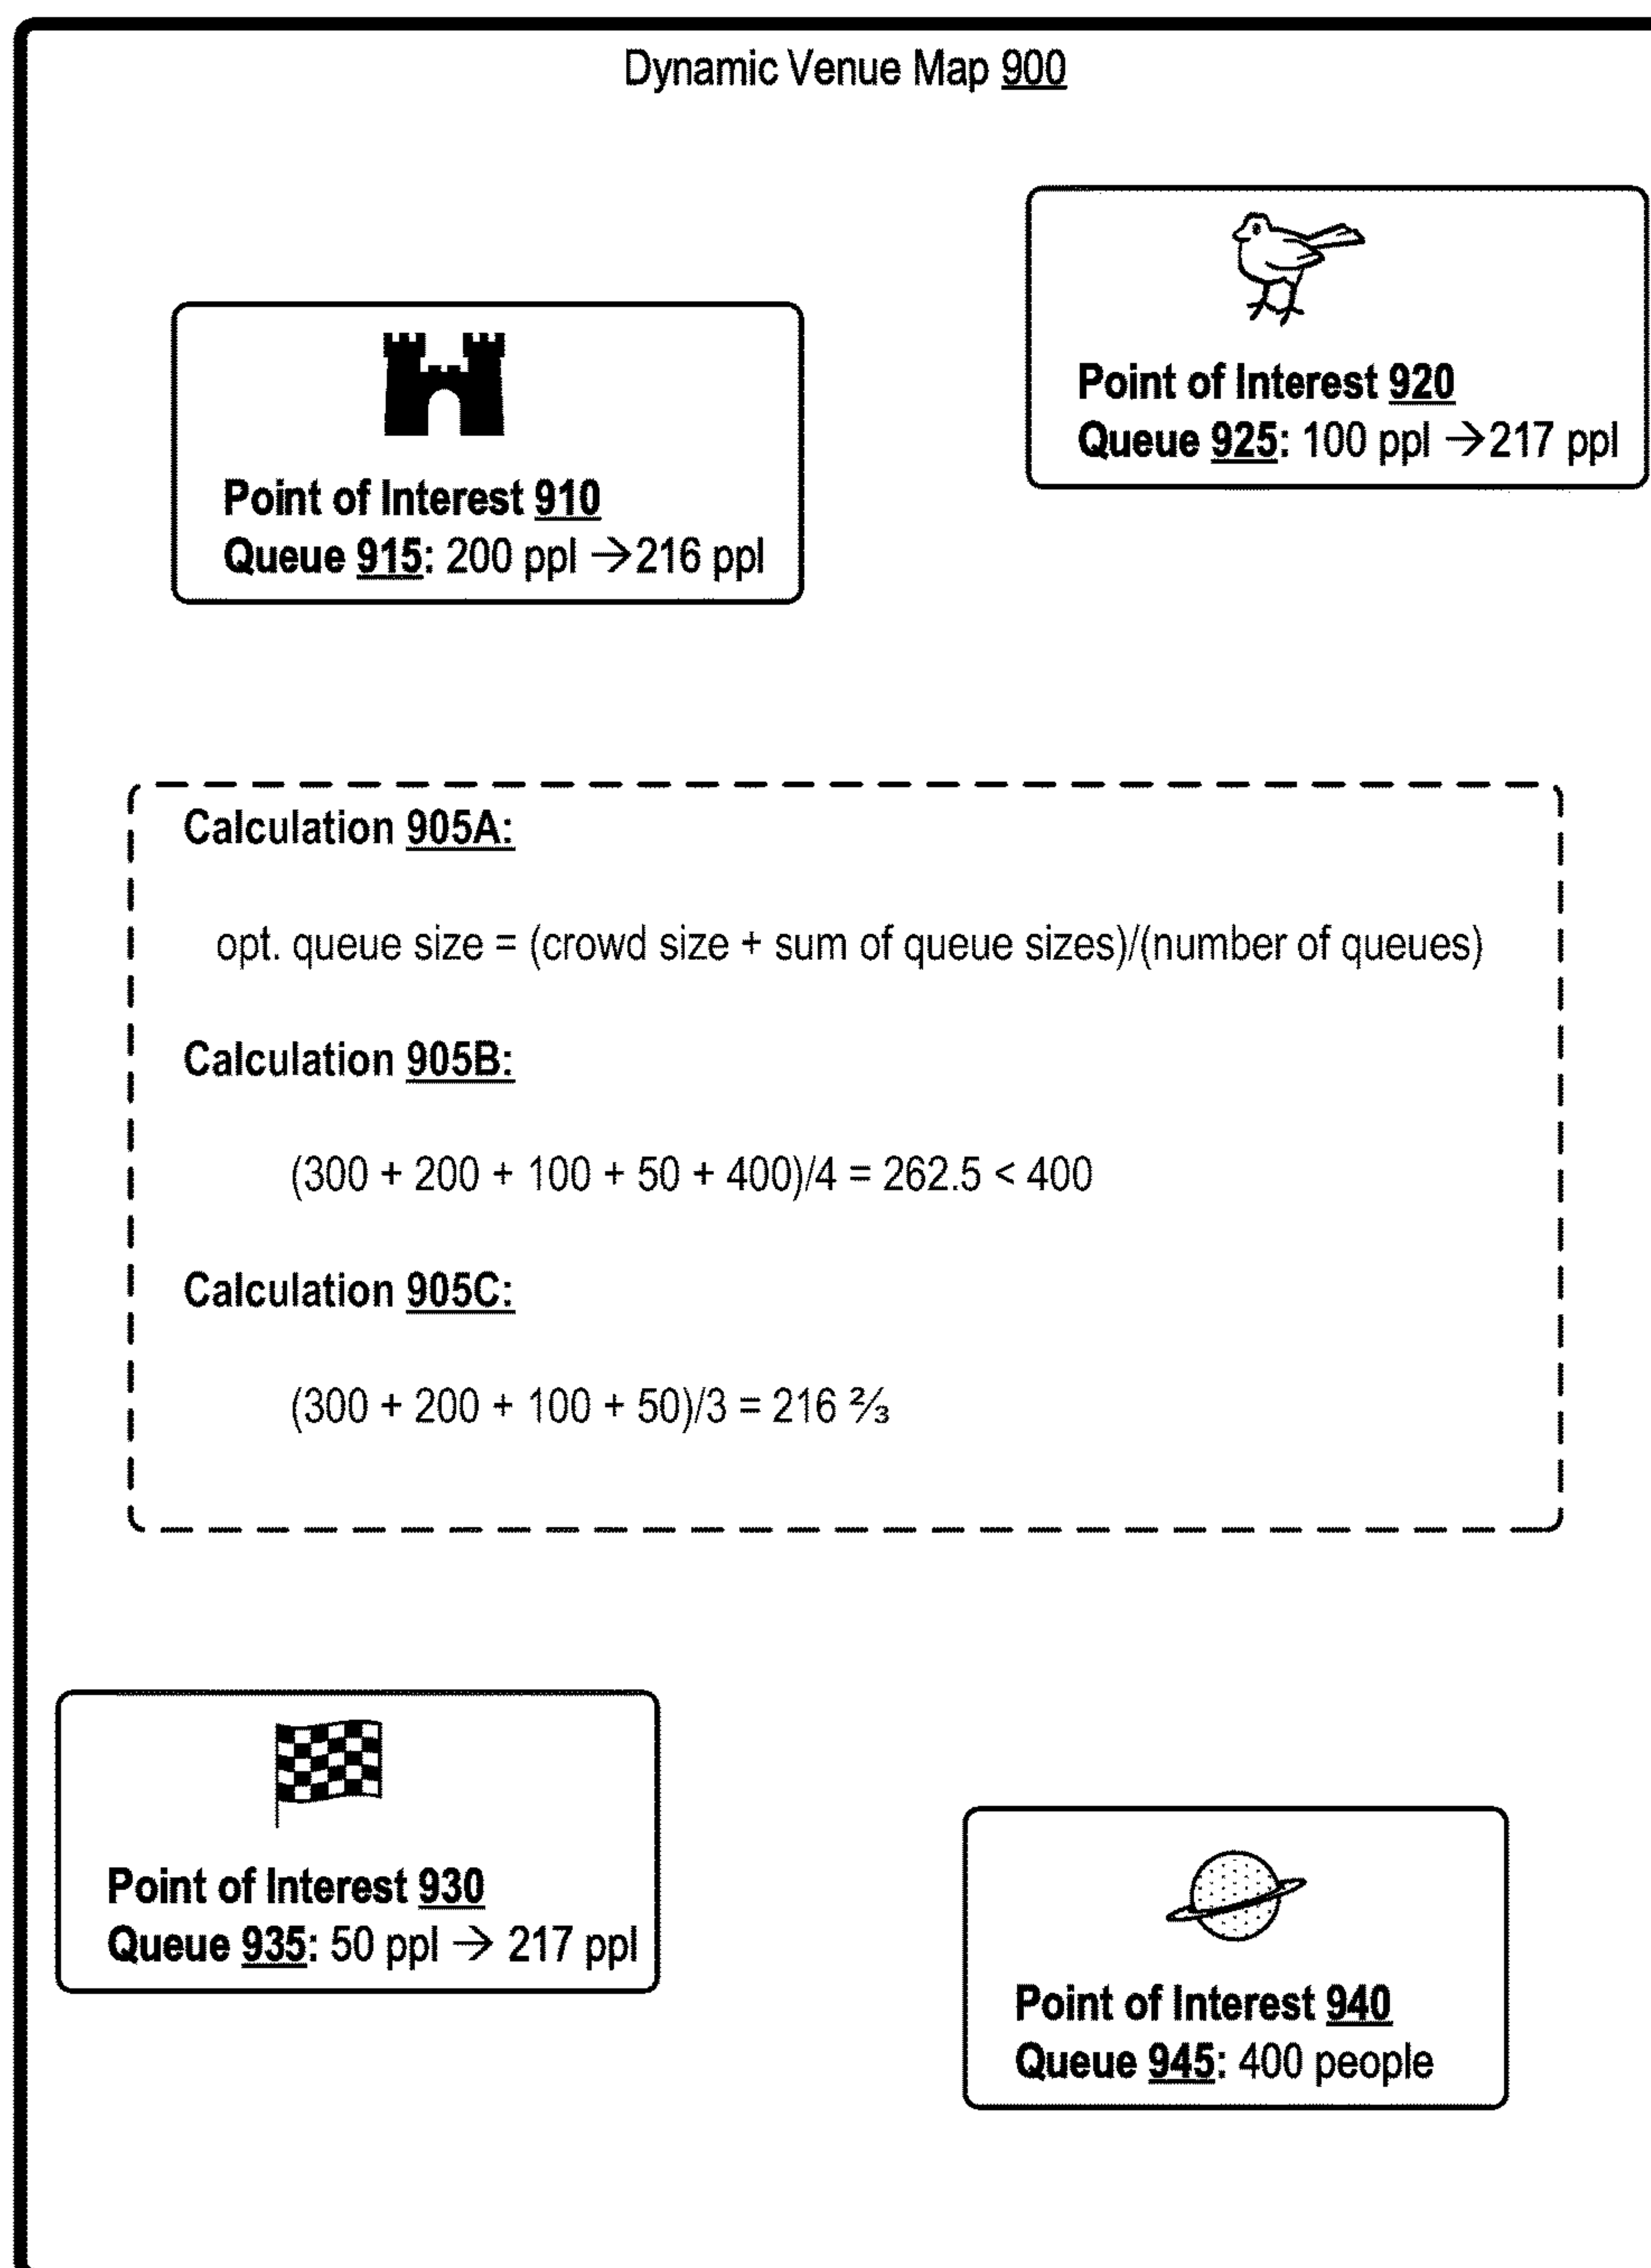 Dynamic Venue Map 900
Point of Interest 920
Queue 925: 100 ppl →217 ppl
Point of Interest 910
Queue 915: 200 ppl →216 ppl
Calculation 905A:
opt. queue size = (crowd size + sum of queue sizes)/(number of queues)
Calculation 905B:
(300 + 200 + 100 + 50 + 400)/4 = 262.5 < 400
Calculation 905C:
(300 + 200 + 100 + 50)/3 = 216 ⅔
Point of Interest 930
Queue 935: 50 ppl → 217 ppl
Point of Interest 940
Queue 945: 400 people